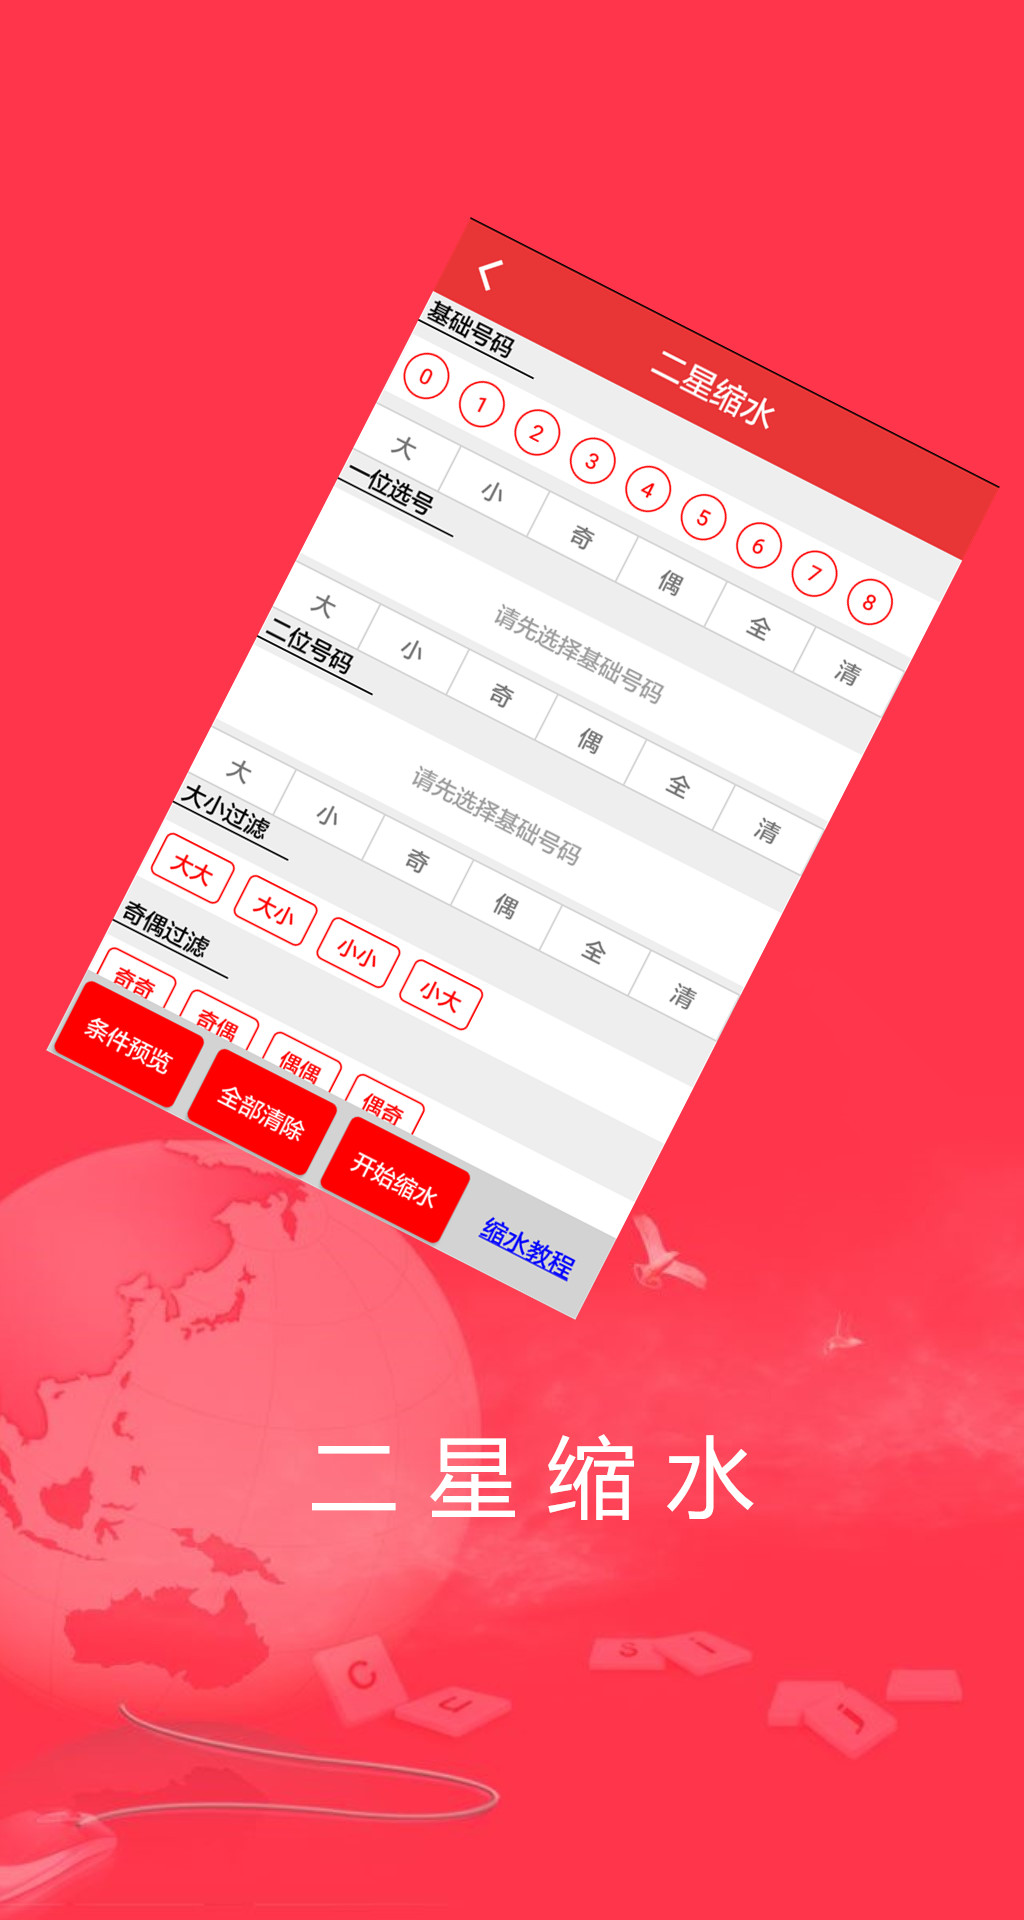 二星缩水
基础号码
0 1 2 3 4 5 6 7 8
大 小 奇 偶 全 清
一位选号
请先选择基础号码
大 小 奇 偶 全 清
二位号码
请先选择基础号码
大 小 奇 偶 全 清
大小过滤
大大 大小 小小 小大
奇偶过滤
奇奇 奇偶 偶偶 偶奇
条件预览 全部清除 开始缩水 缩水教程
二星缩水
C u s i